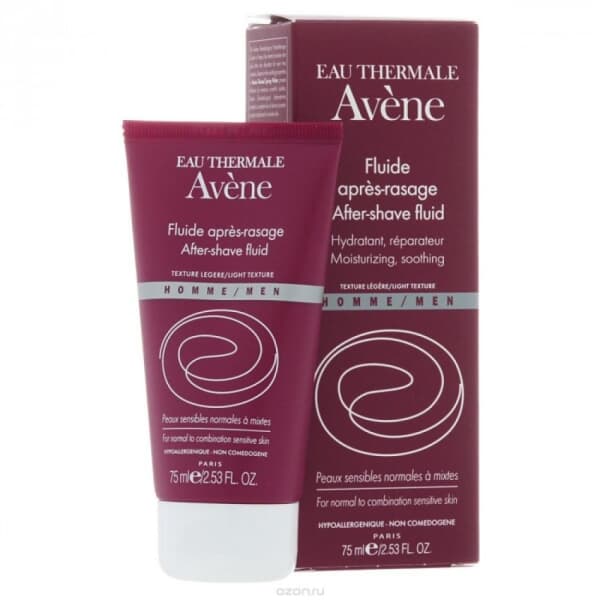 EAU THERMALE
Avène
Fluide après-rasage
After-shave fluid
TEXTURE LEGERE/LIGHT TEXTURE
HOMME/MEN
Peaux sensibles normales à mixtes
For normal to combination sensitive skin
HYPOALLERGENIQUE - NON COMEDOGENE
PARIS
75 ml e/2.53 FL. OZ.
EAU THERMALE
Avène
Fluide
après-rasage
After-shave fluid
Hydratant, réparateur
Moisturizing, soothing
TEXTURE LÉGÈRE/LIGHT TEXTURE
HOMME/MEN
Peaux sensibles normales à mixtes
For normal to combination sensitive skin
HYPOALLERGENIQUE - NON COMEDOGENE
PARIS
75 ml e/2.53 FL. OZ.
ozon.ru